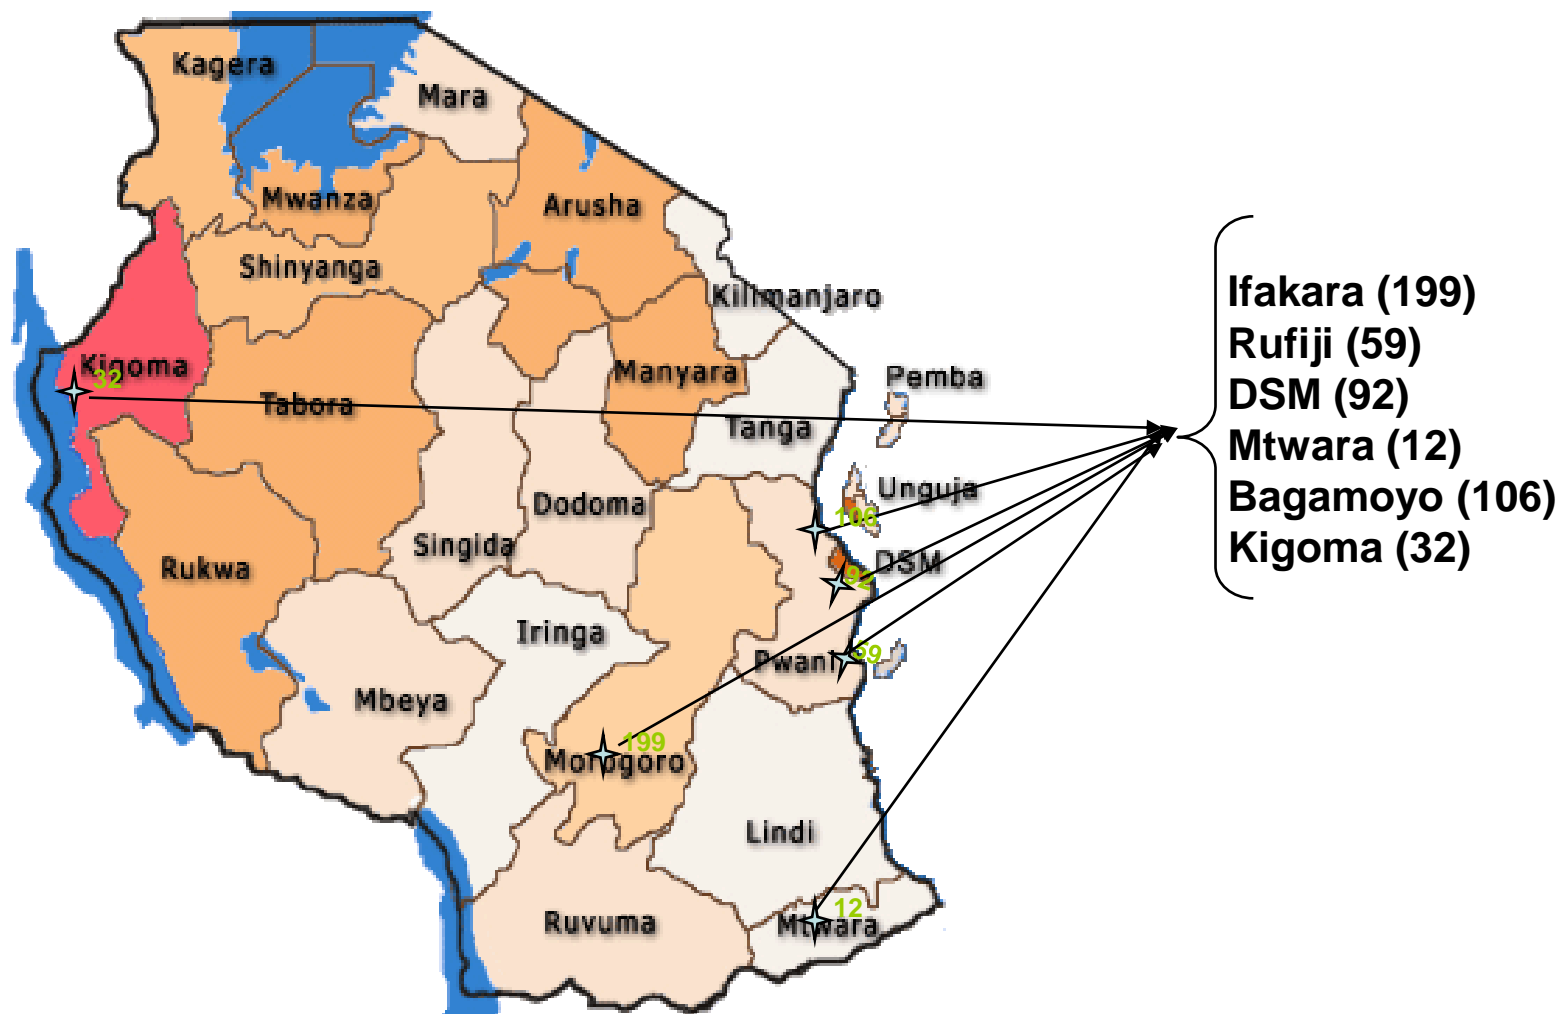 Kagera
Mara
Mwanza
Arusha
Shinyanga
Kilimanjaro
Kigoma
32
Manyara
Pemba
Tabora
Tanga
Unguja
Dodoma
106
Singida
DSM
92
Rukwa
Iringa
Pwani
59
Mbeya
199
Morogoro
Lindi
12
Ruvuma
Mtwara
Ifakara (199)
Rufiji (59)
DSM (92)
Mtwara (12)
Bagamoyo (106)
Kigoma (32)